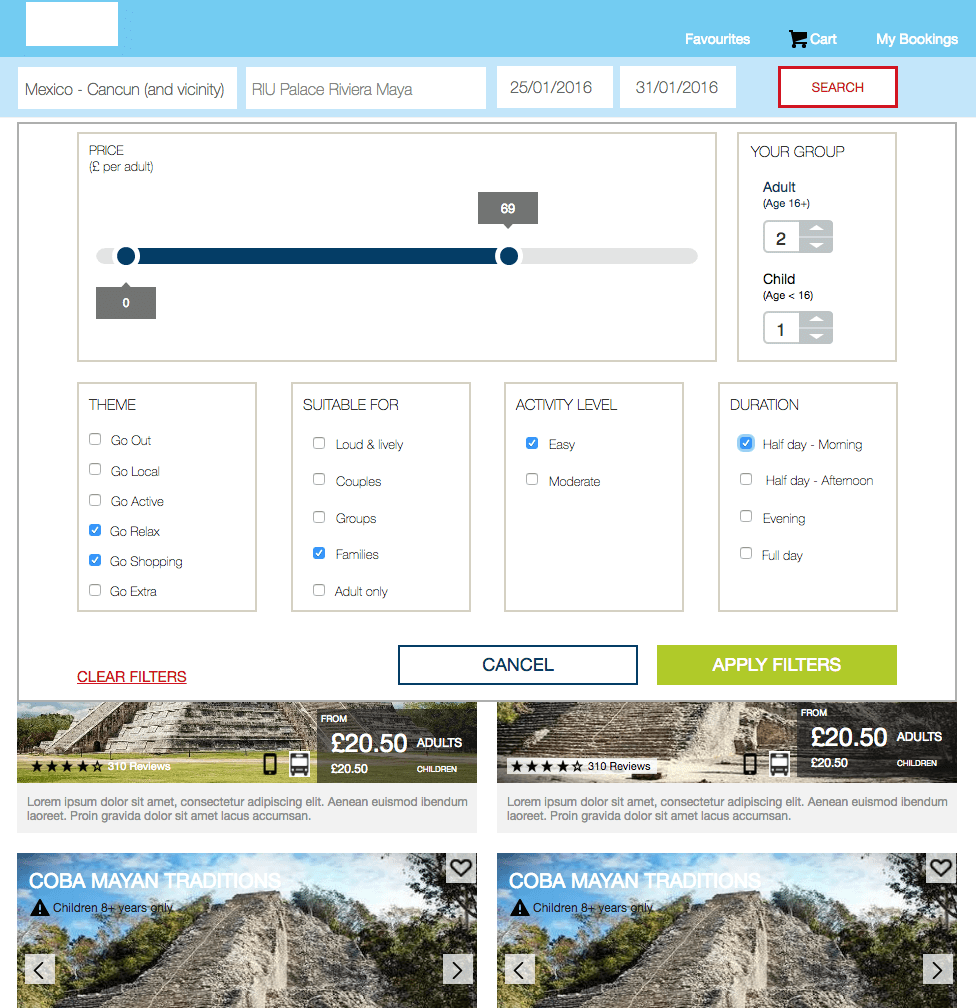 Favourites Cart My Bookings
Mexico - Cancun (and vicinity) RIU Palace Riviera Maya 25/01/2016 31/01/2016 SEARCH
PRICE
(£ per adult)
69
0
YOUR GROUP
Adult
(Age 16+)
2
Child
(Age < 16)
1
THEME
Go Out
Go Local
Go Active
Go Relax
Go Shopping
Go Extra
SUITABLE FOR
Loud & lively
Couples
Groups
Families
Adult only
ACTIVITY LEVEL
Easy
Moderate
DURATION
Half day - Morning
Half day - Afternoon
Evening
Full day
CLEAR FILTERS
CANCEL
APPLY FILTERS
FROM
£20.50 ADULTS
£20.50 CHILDREN
310 Reviews
Lorem ipsum dolor sit amet, consectetur adipiscing elit. Aenean euismod ibendum
laoreet. Proin gravida dolor sit amet lacus accumsan.
FROM
£20.50 ADULTS
£20.50 CHILDREN
310 Reviews
Lorem ipsum dolor sit amet, consectetur adipiscing elit. Aenean euismod ibendum
laoreet. Proin gravida dolor sit amet lacus accumsan.
COBA MAYAN TRADITIONS
Children 8+ years only
COBA MAYAN TRADITIONS
Children 8+ years only